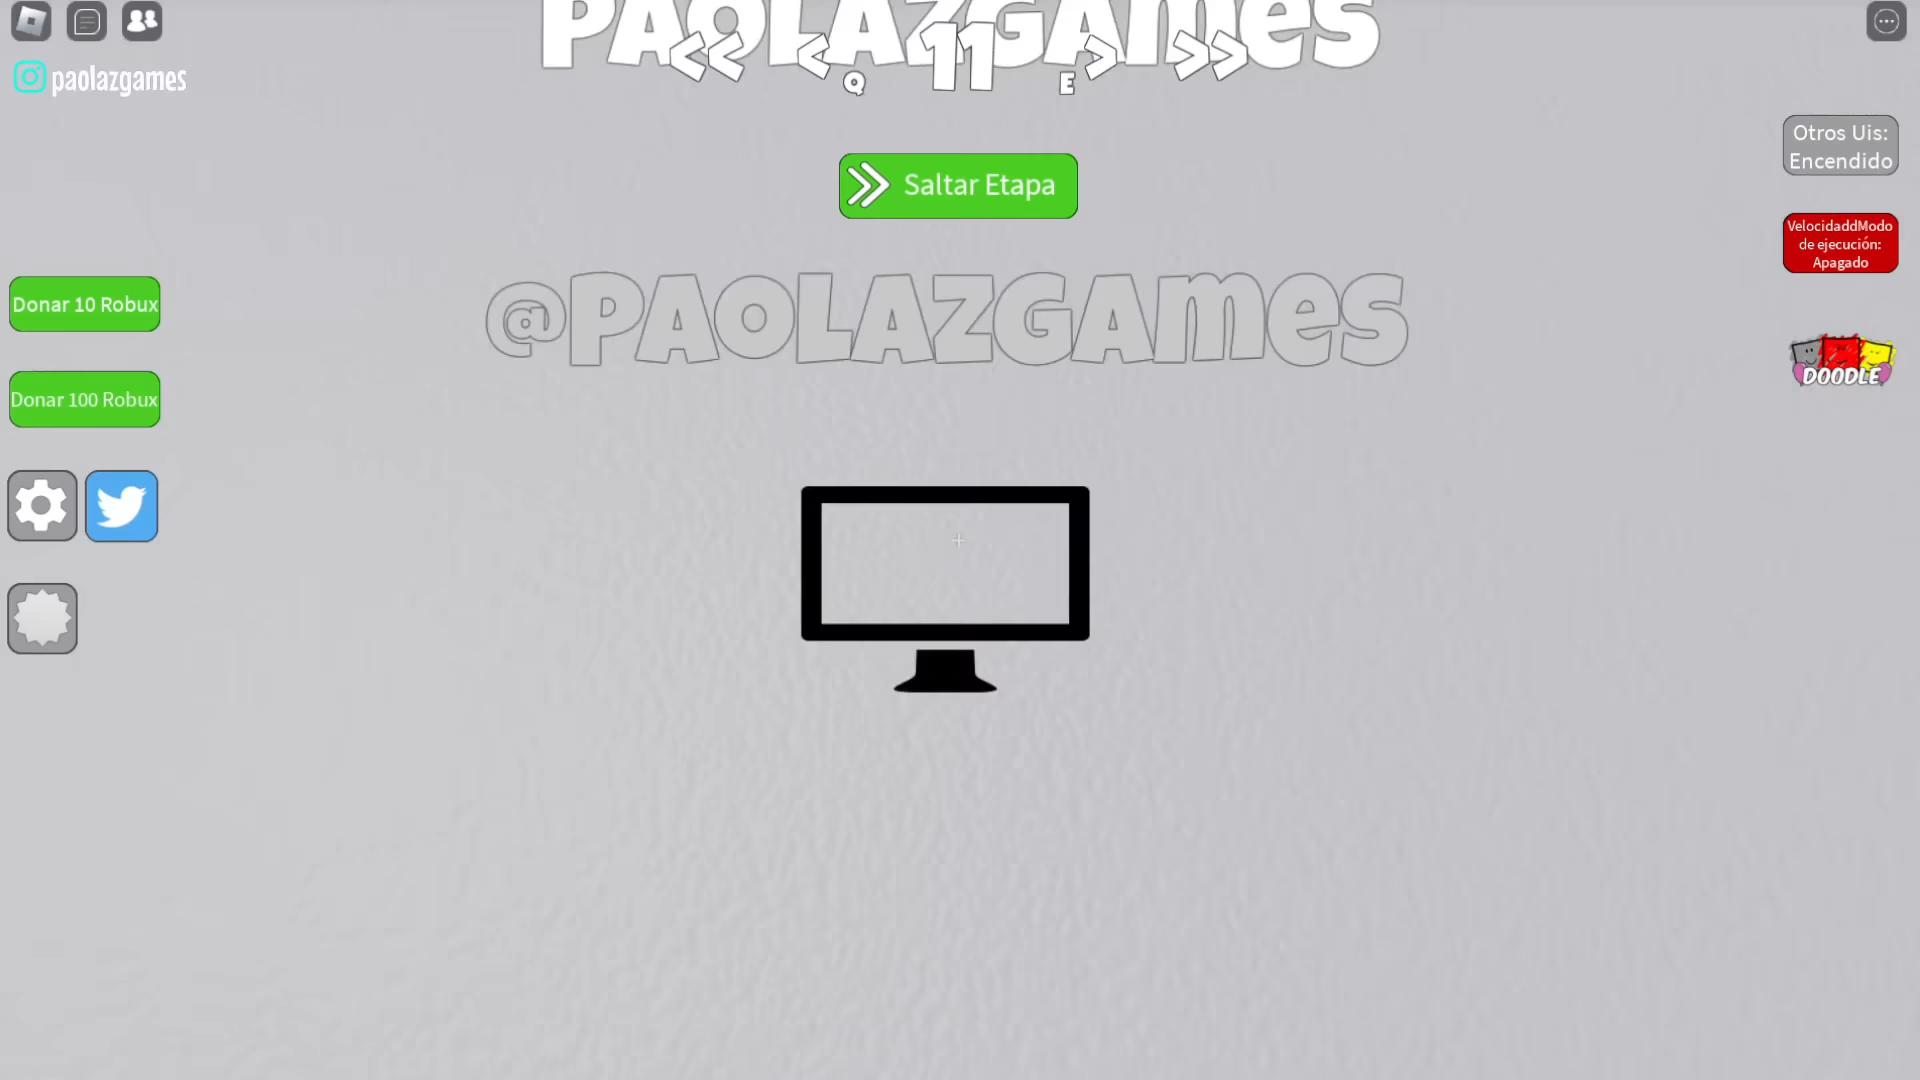 PAOLAZGAMES
<< < 11 > >>
Q E
paolazgames
Saltar Etapa
Otros Uis:
Encendido
VelocidaddModo
de ejecución:
Apagado
@PAOLAZGAMES
Donar 10 Robux
DOODLE
Donar 100 Robux